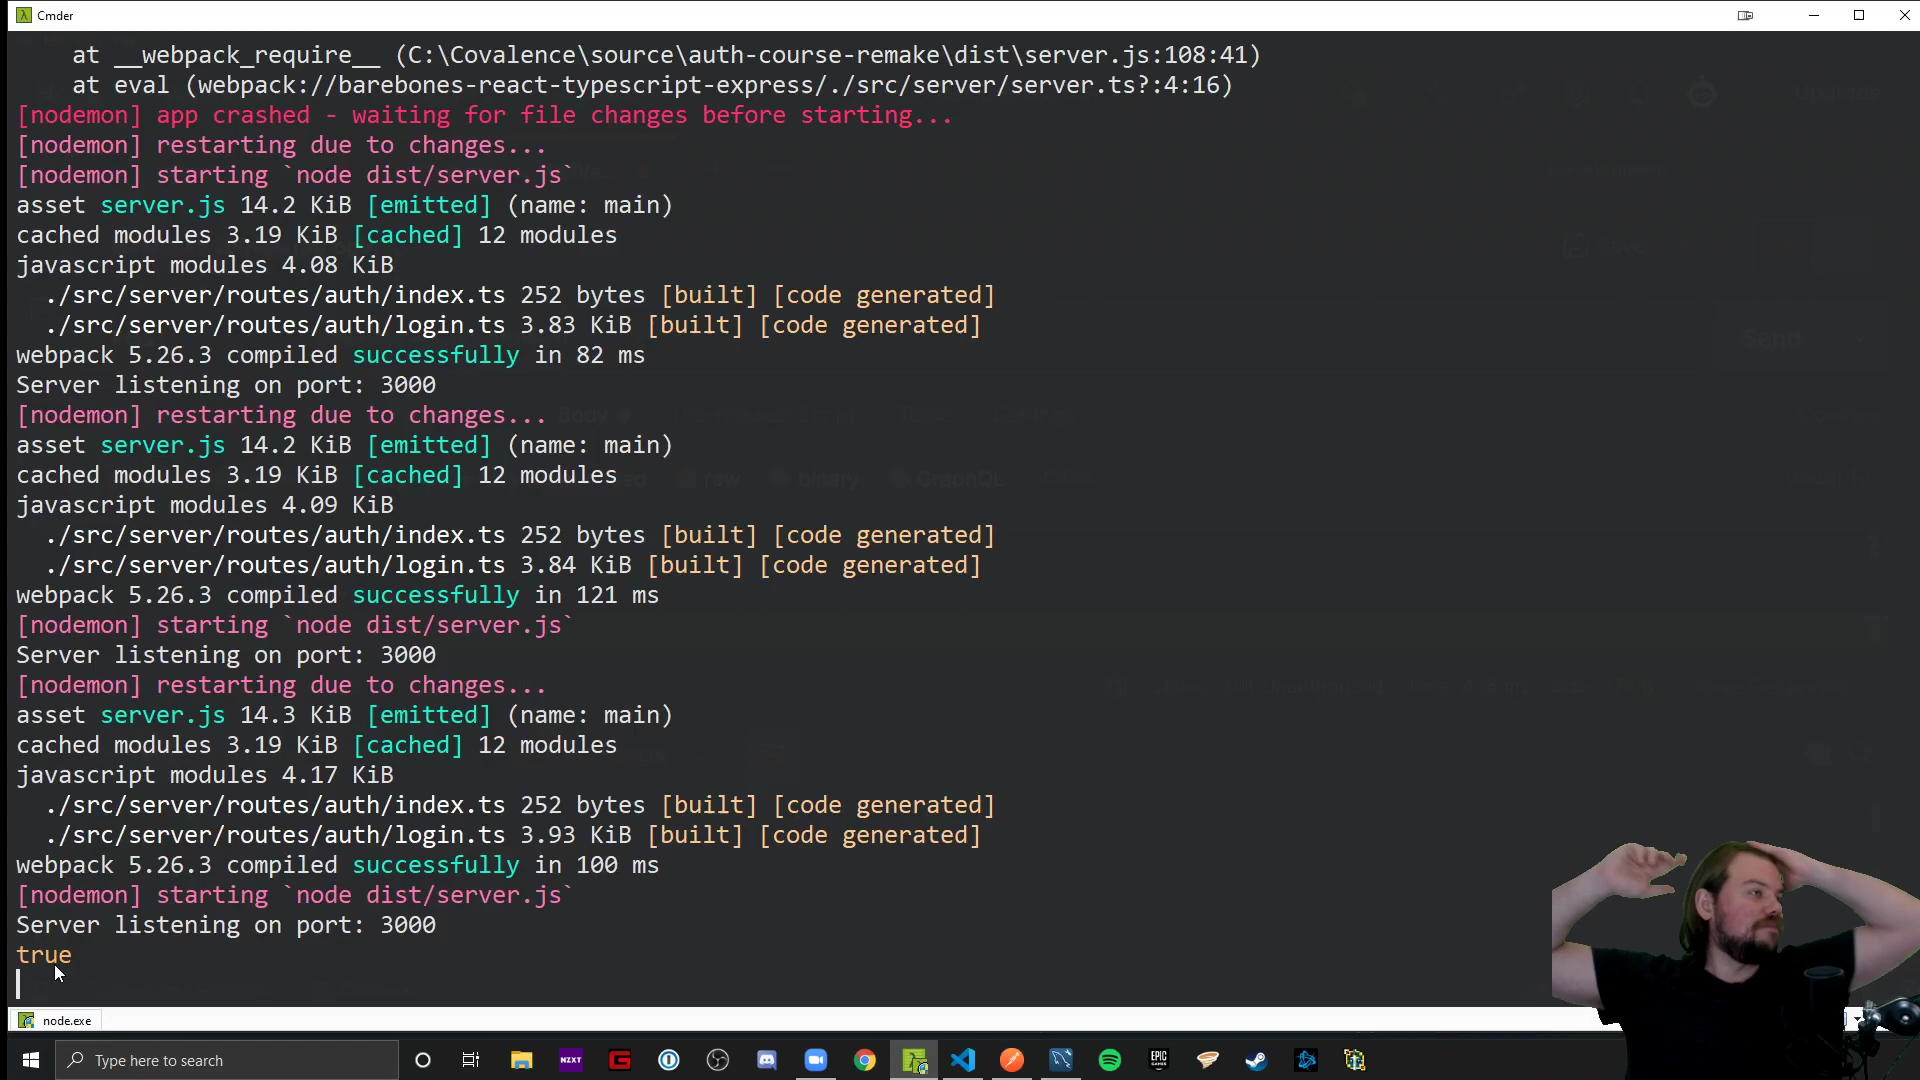 Cmder
at __webpack_require__ (C:\Covalence\source\auth-course-remake\dist\server.js:108:41)
at eval (webpack://barebones-react-typescript-express/./src/server/server.ts?:4:16)
[nodemon] app crashed - waiting for file changes before starting...
[nodemon] restarting due to changes...
[nodemon] starting `node dist/server.js`
asset server.js 14.2 KiB [emitted] (name: main)
cached modules 3.19 KiB [cached] 12 modules
javascript modules 4.08 KiB
./src/server/routes/auth/index.ts 252 bytes [built] [code generated]
./src/server/routes/auth/login.ts 3.83 KiB [built] [code generated]
webpack 5.26.3 compiled successfully in 82 ms
Send
Server listening on port: 3000
[nodemon] restarting due to changes...
Body
asset server.js 14.2 KiB [emitted] (name: main)
cached modules 3.19 KiB [cached] 12 modules
raw binary GraphQL
javascript modules 4.09 KiB
./src/server/routes/auth/index.ts 252 bytes [built] [code generated]
./src/server/routes/auth/login.ts 3.84 KiB [built] [code generated]
webpack 5.26.3 compiled successfully in 121 ms
[nodemon] starting `node dist/server.js`
Server listening on port: 3000
[nodemon] restarting due to changes...
asset server.js 14.3 KiB [emitted] (name: main)
cached modules 3.19 KiB [cached] 12 modules
javascript modules 4.17 KiB
./src/server/routes/auth/index.ts 252 bytes [built] [code generated]
./src/server/routes/auth/login.ts 3.93 KiB [built] [code generated]
webpack 5.26.3 compiled successfully in 100 ms
[nodemon] starting `node dist/server.js`
Server listening on port: 3000
true
node.exe
Type here to search
NZXT
EPIC